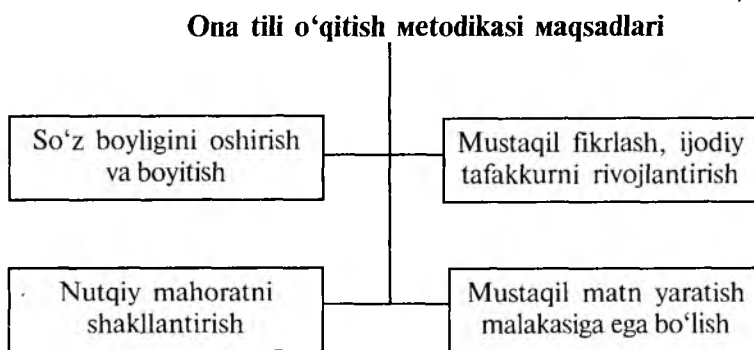 Ona tili o‘qitish metodikasi maqsadlari
So‘z boyligini oshirish
va boyitish
Mustaqil fikrlash, ijodiy
tafakkurni rivojlantirish
Nutqiy mahoratni
shakllantirish
Mustaqil matn yaratish
malakasiga ega bo‘lish